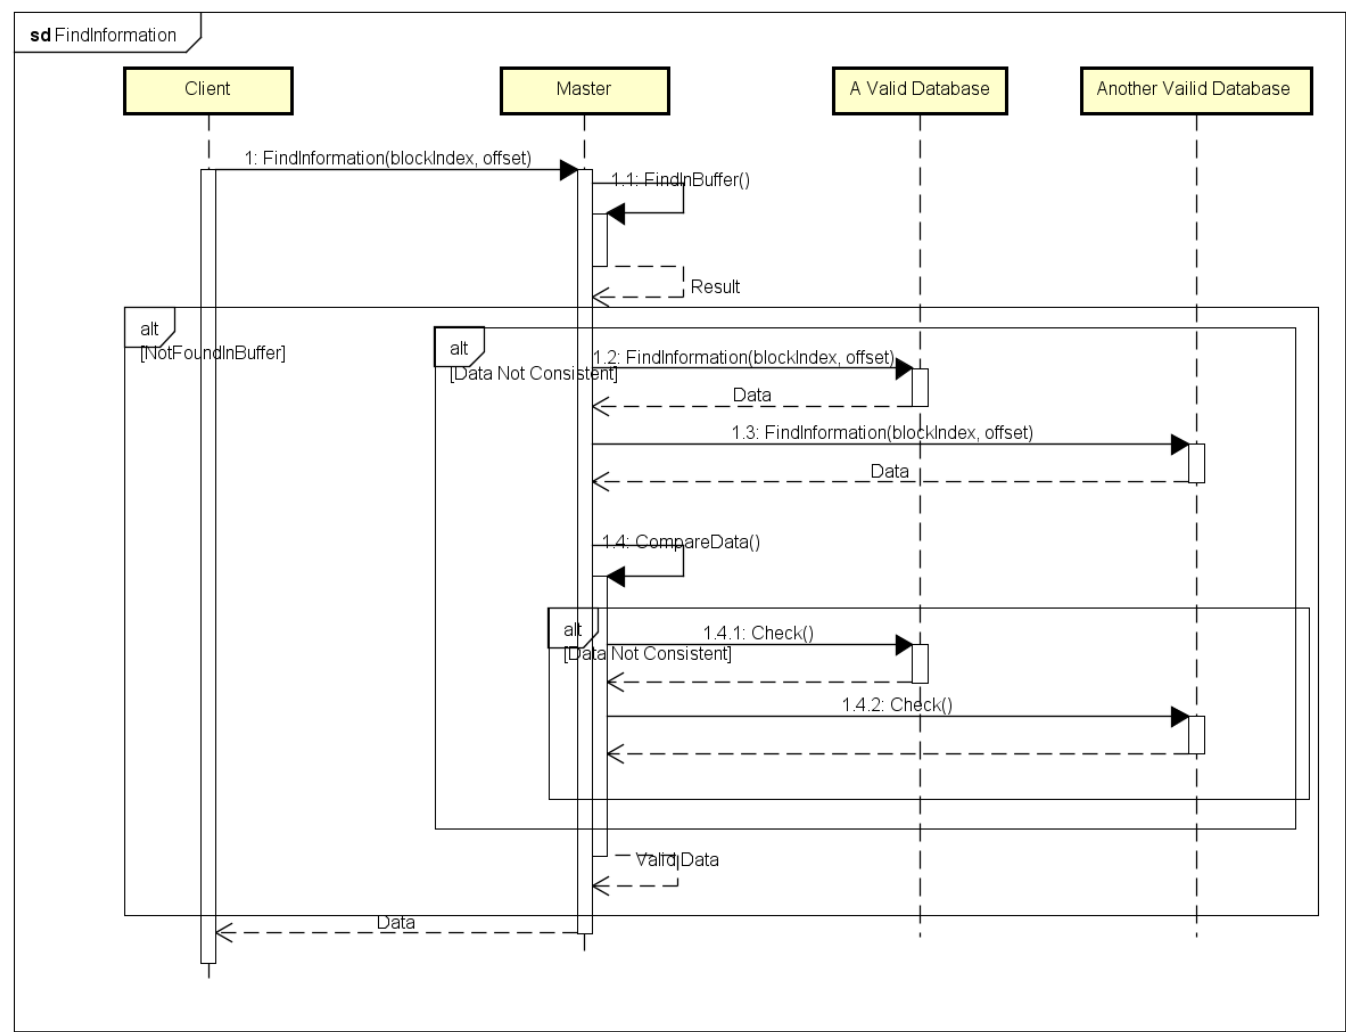 sd FindInformation
Client
Master
A Valid Database
Another Vailid Database
1: FindInformation(blockIndex, offset)
1.1: FindInBuffer()
Result
alt
[NotFoundInBuffer]
alt
[Data Not Consistent]
1.2: FindInformation(blockIndex, offset)
Data
1.3: FindInformation(blockIndex, offset)
Data
1.4: CompareData()
alt
[Data Not Consistent]
1.4.1: Check()
1.4.2: Check()
Valid Data
Data